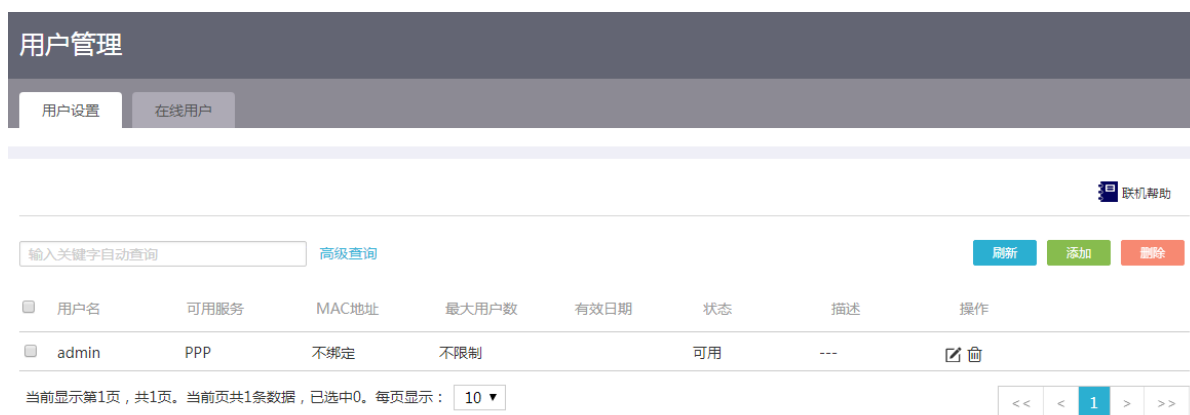 用户管理
用户设置 在线用户
联机帮助
输入关键字自动查询 高级查询 刷新 添加 删除
用户名 可用服务 MAC地址 最大用户数 有效日期 状态 描述 操作
admin PPP 不绑定 不限制 可用 ---
当前显示第1页，共1页。当前页共1条数据，已选中0。每页显示： 10 << < 1 > >>